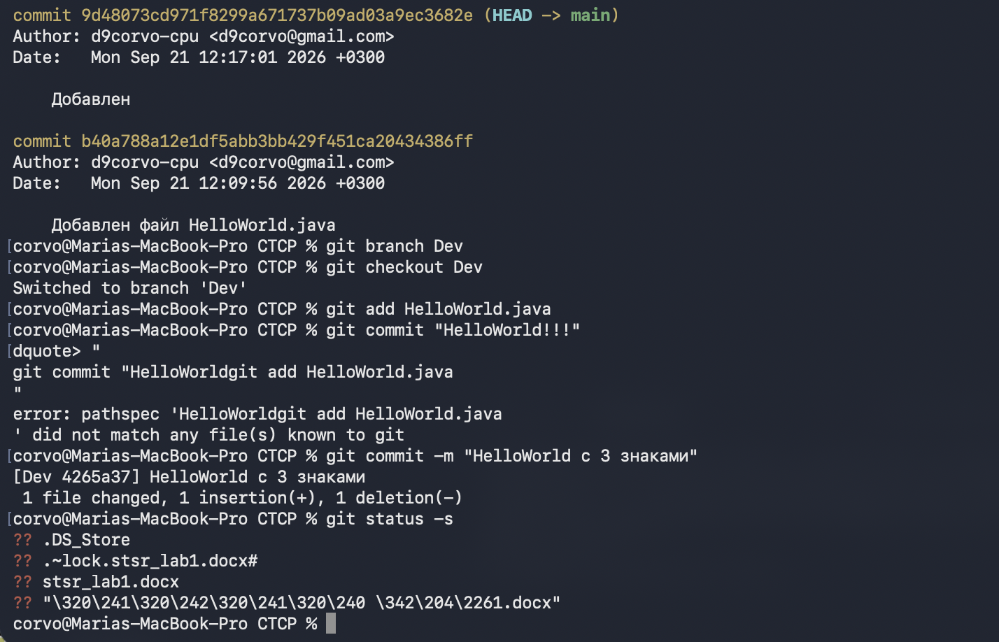 commit 9d48073cd971f8299a671737b09ad03a9ec3682e (HEAD -> main)
Author: d9corvo-cpu <d9corvo@gmail.com>
Date:   Mon Sep 21 12:17:01 2026 +0300
Добавлен
commit b40a788a12e1df5abb3bb429f451ca20434386ff
Author: d9corvo-cpu <d9corvo@gmail.com>
Date:   Mon Sep 21 12:09:56 2026 +0300
Добавлен файл HelloWorld.java
[corvo@Marias-MacBook-Pro CTCP % git branch Dev
[corvo@Marias-MacBook-Pro CTCP % git checkout Dev
Switched to branch 'Dev'
[corvo@Marias-MacBook-Pro CTCP % git add HelloWorld.java
[corvo@Marias-MacBook-Pro CTCP % git commit "HelloWorld!!!"
[dquote> "
git commit "HelloWorldgit add HelloWorld.java
"
error: pathspec 'HelloWorldgit add HelloWorld.java
' did not match any file(s) known to git
[corvo@Marias-MacBook-Pro CTCP % git commit -m "HelloWorld с 3 знаками"
[Dev 4265a37] HelloWorld с 3 знаками
1 file changed, 1 insertion(+), 1 deletion(-)
[corvo@Marias-MacBook-Pro CTCP % git status -s
?? .DS_Store
?? .~lock.stsr_lab1.docx#
?? stsr_lab1.docx
?? "\320\241\320\242\320\241\320\240 \342\204\2261.docx"
corvo@Marias-MacBook-Pro CTCP %